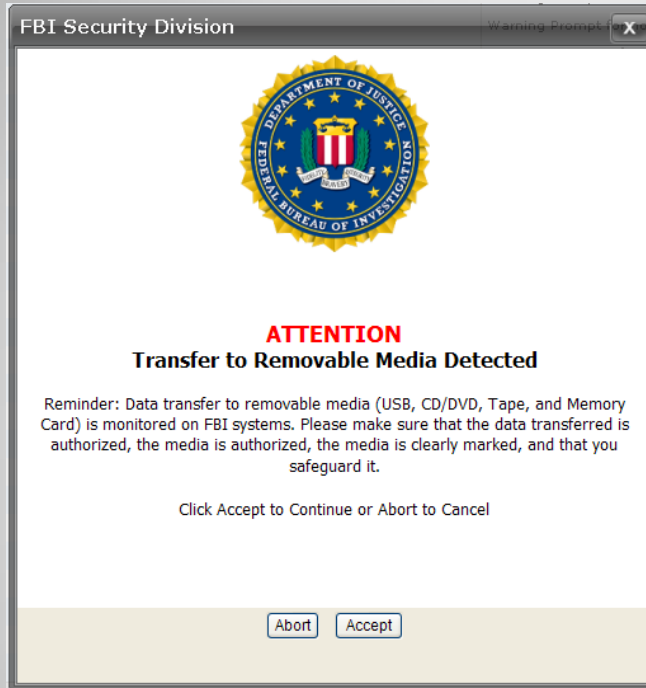 FBI Security Division
Warning Prompt for
X
DEPARTMENT OF JUSTICE
FEDERAL BUREAU OF INVESTIGATION
FIDELITY BRAVERY INTEGRITY
ATTENTION
Transfer to Removable Media Detected
Reminder: Data transfer to removable media (USB, CD/DVD, Tape, and Memory
Card) is monitored on FBI systems. Please make sure that the data transferred is
authorized, the media is authorized, the media is clearly marked, and that you
safeguard it.
Click Accept to Continue or Abort to Cancel
Abort
Accept